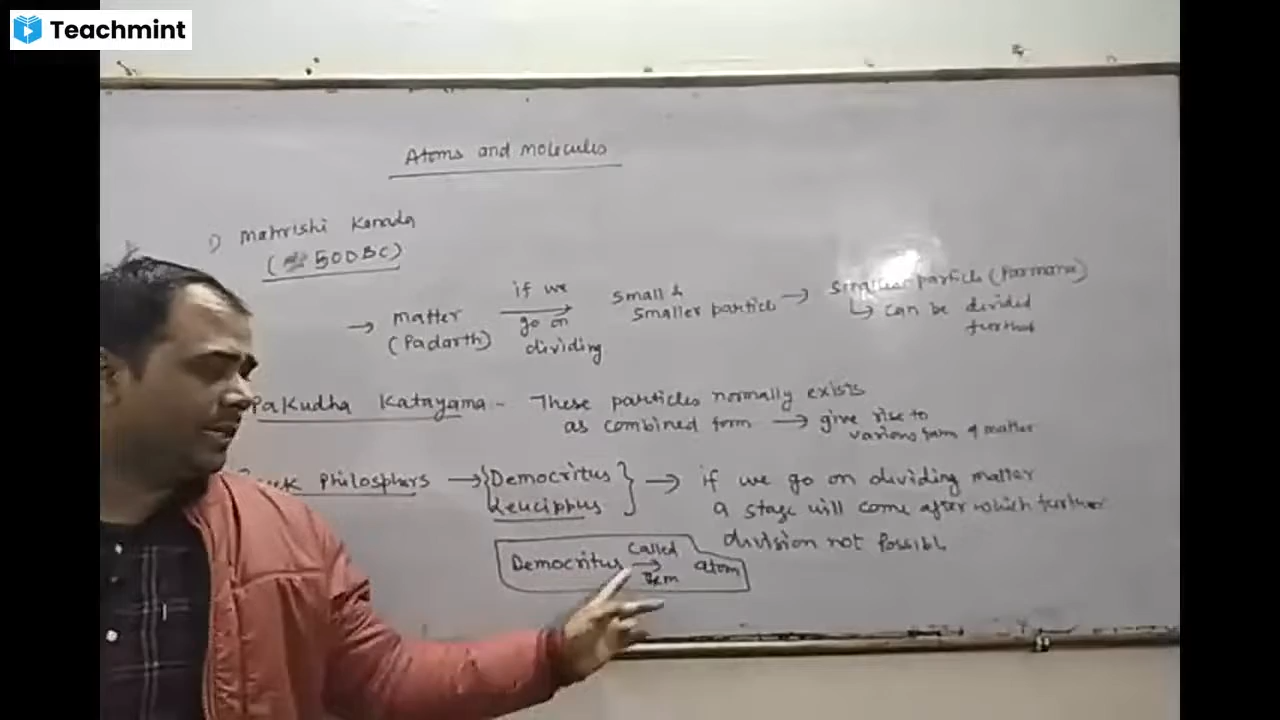 Teachmint
Atoms and molecules
1) Mahrishi Kanada
(500BC)
→ matter (Padarth) if we go on dividing → Small & smaller particle → Smallest particle (Parmanu)
↳ can be divided further
Pakudha Katayama - These particles normally exists
as combined form → give rise to
various form of matter
Philosphers → { Democritus Leucippus } → if we go on dividing matter
a stage will come after which further
division not Possible
Democritus called them → atom